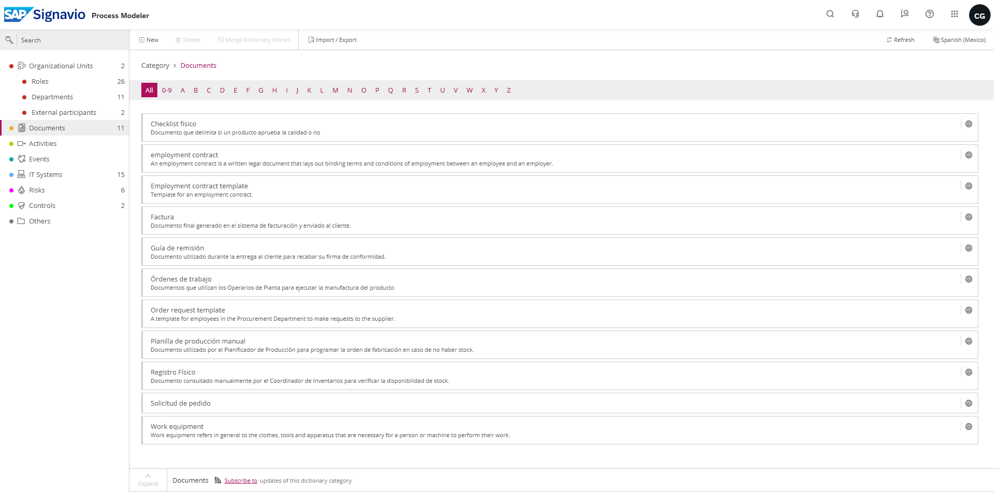 SAP Signavio Process Modeler
CG
Search
New Delete Merge Dictionary Entries Import / Export Refresh Spanish (Mexico)
Organizational Units 2
Roles 26
Departments 11
External participants 2
Documents 11
Activities
Events
IT Systems 15
Risks 6
Controls 2
Others
Category > Documents
All 0-9 A B C D E F G H I J K L M N O P Q R S T U V W X Y Z
Checklist fisico
Documento que delimita si un producto aprueba la calidad o no
employment contract
An employment contract is a written legal document that lays out binding terms and conditions of employment between an employee and an employer.
Employment contract template
Template for an employment contract.
Factura
Documento final generado en el sistema de facturación y enviado al cliente.
Guía de remisión
Documento utilizado durante la entrega al cliente para recabar su firma de conformidad.
Órdenes de trabajo
Documentos que utilizan los Operarios de Planta para ejecutar la manufactura del producto
Order request template
A template for employees in the Procurement Department to make requests to the supplier.
Planilla de producción manual
Documento utilizado por el Planificador de Producción para programar la orden de fabricación en caso de no haber stock.
Registro Físico
Documento consultado manualmente por el Coordinador de Inventarios para verificar la disponibilidad de stock.
Solicitud de pedido
Work equipment
Work equipment refers in general to the clothes, tools and apparatus that are necessary for a person or machine to perform their work.
Expand
Documents Subscribe to updates of this dictionary category